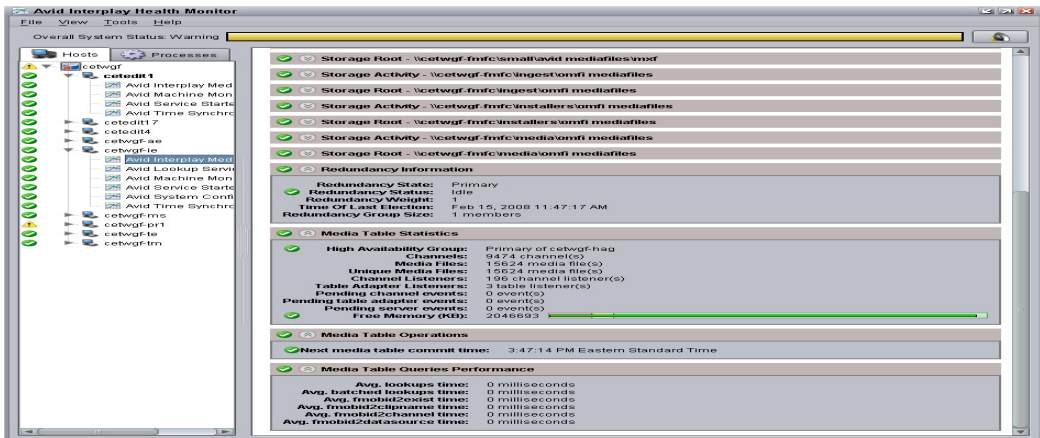 Avid Interplay Health Monitor
File View Tools Help
Overall System Status: Warning
Hosts Processes
cetwgf
cetedit1
Avid Interplay Med
Avid Machine Mon
Avid Service Starte
Avid Time Synchro
cetedit17
cetedit4
cetwgf-ae
cetwgf-ie
Avid Interplay Med
Avid Lookup Servi
Avid Machine Mon
Avid Service Starte
Avid System Confi
Avid Time Synchro
cetwgf-ms
cetwgf-pr1
cetwgf-te
cetwgf-tm
Storage Root - \\cetwgf-fmfc\small\avid mediafiles\mxf
Storage Activity - \\cetwgf-fmfc\ingest\omfi mediafiles
Storage Root - \\cetwgf-fmfc\ingest\omfi mediafiles
Storage Activity - \\cetwgf-fmfc\installers\omfi mediafiles
Storage Root - \\cetwgf-fmfc\installers\omfi mediafiles
Storage Activity - \\cetwgf-fmfc\media\omfi mediafiles
Storage Root - \\cetwgf-fmfc\media\omfi mediafiles
Redundancy Information
Redundancy State: Primary
Redundancy Status: Idle
Redundancy Weight: 1
Time Of Last Election: Feb 15, 2008 11:47:17 AM
Redundancy Group Size: 1 members
Media Table Statistics
High Availability Group: Primary of cetwgf-hag
Channels: 9474 channel(s)
Media Files: 15624 media file(s)
Unique Media Files: 15624 media file(s)
Channel Listeners: 196 channel listener(s)
Table Adapter Listeners: 3 table listener(s)
Pending channel events: 0 event(s)
Pending table adapter events: 0 event(s)
Pending server events: 0 event(s)
Free Memory (KB): 2046693
Media Table Operations
Next media table commit time: 3:47:14 PM Eastern Standard Time
Media Table Queries Performance
Avg. lookups time: 0 milliseconds
Avg. batched lookups time: 0 milliseconds
Avg. fmobid2exist time: 0 milliseconds
Avg. fmobid2clipname time: 0 milliseconds
Avg. fmobid2channel time: 0 milliseconds
Avg. fmobid2datasource time: 0 milliseconds